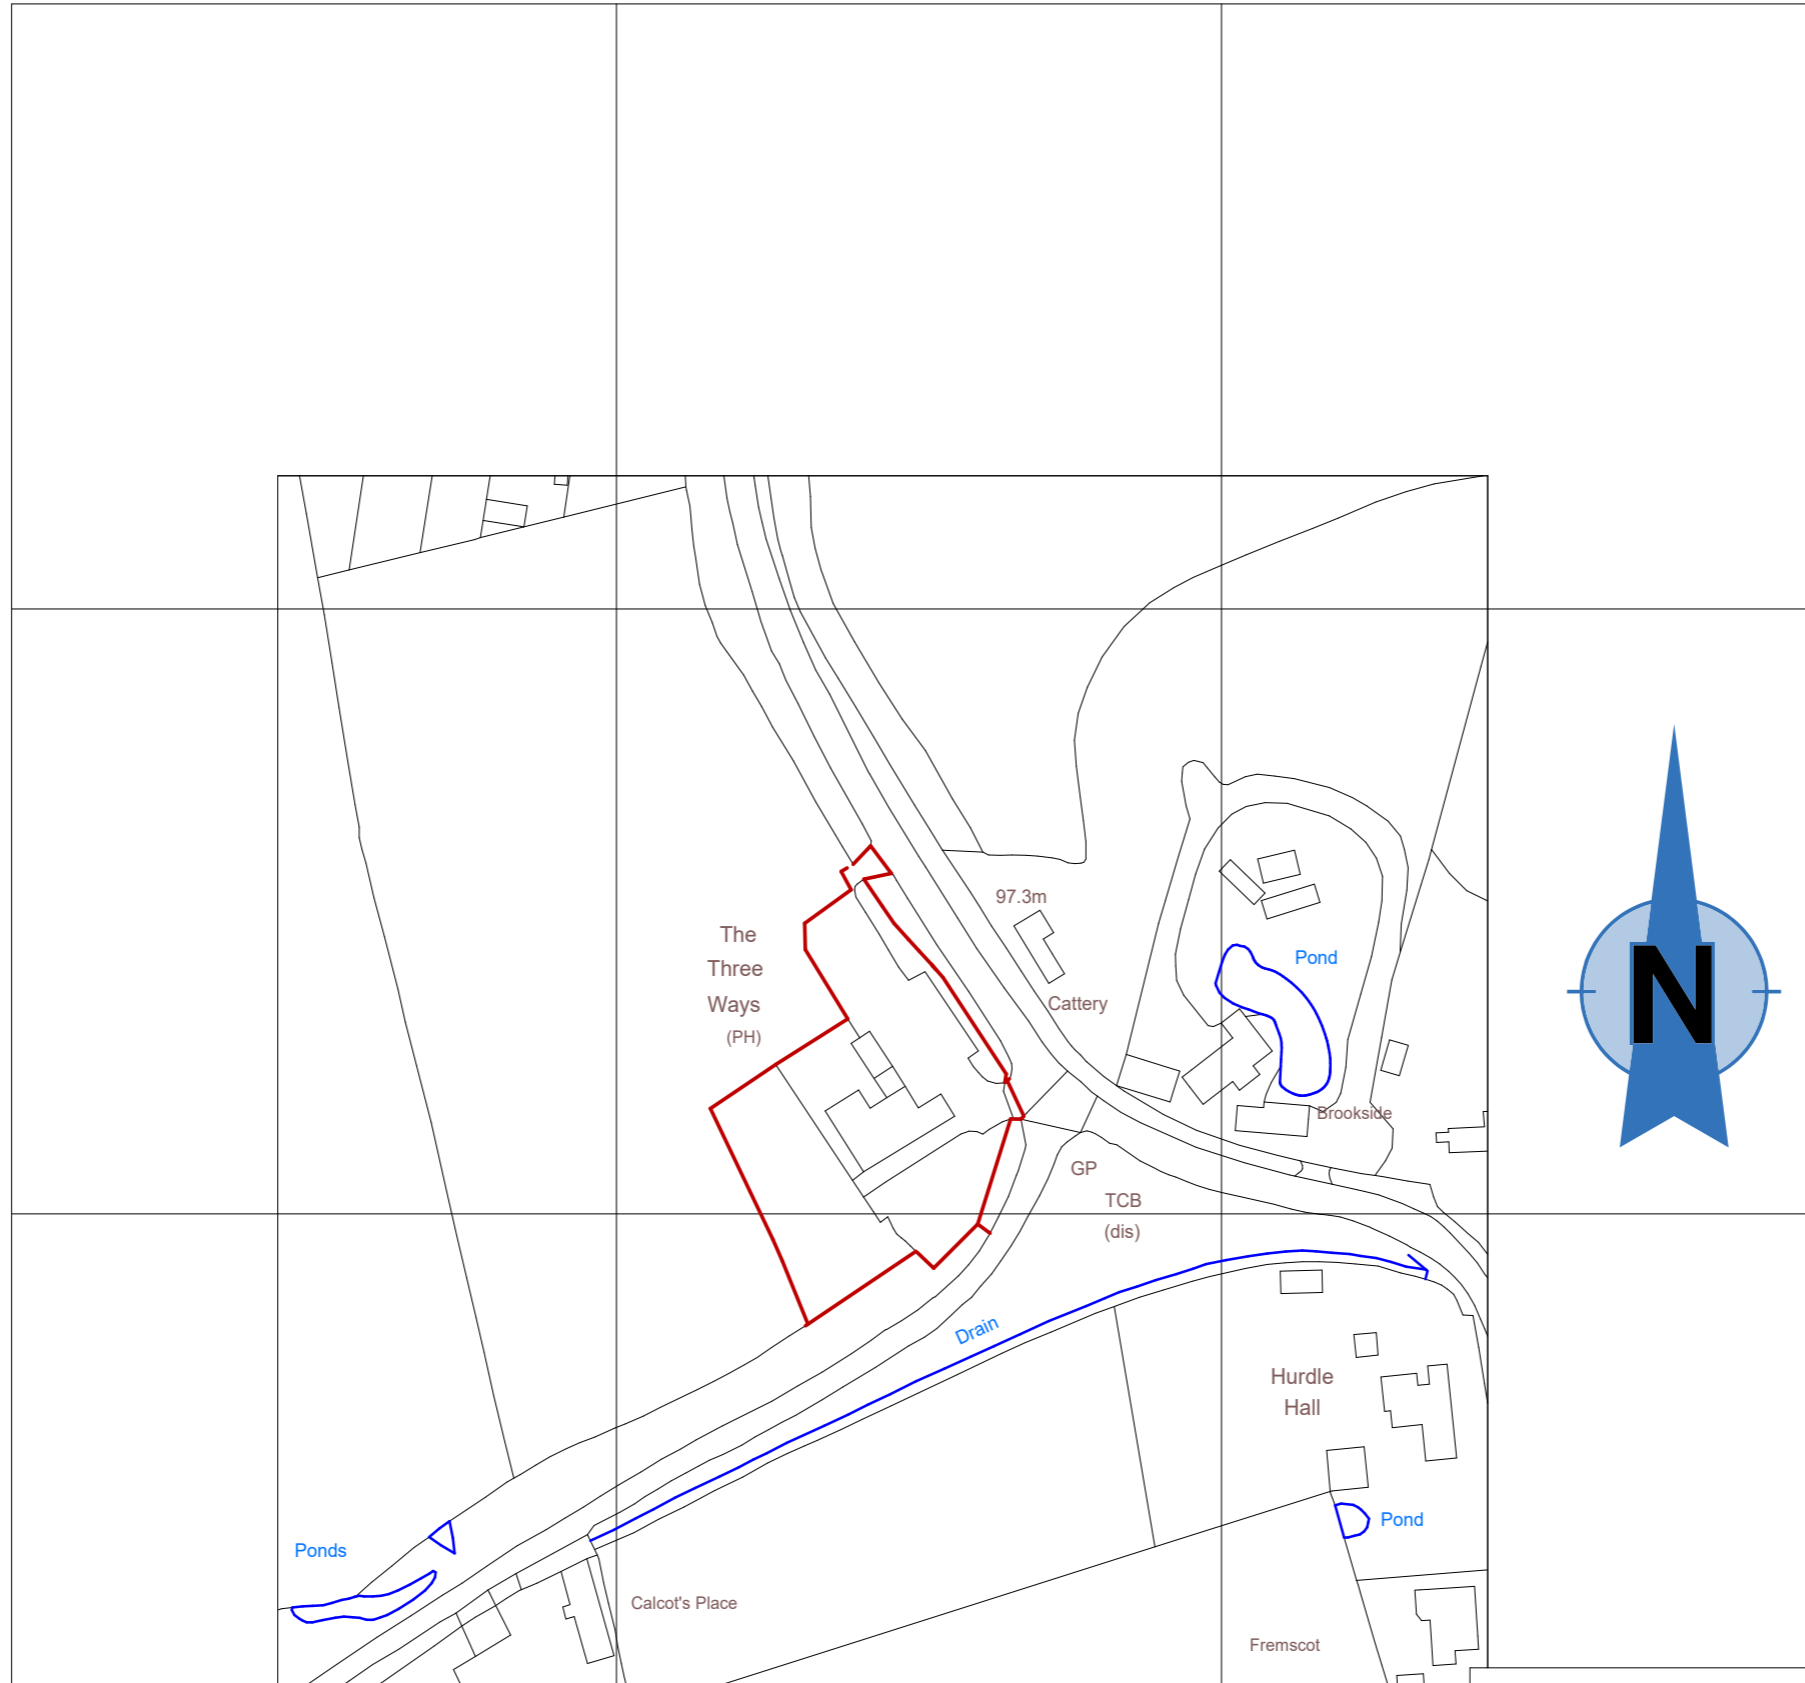 97.3m
The
Three
Ways
(PH)
Pond
N
Cattery
Brookside
GP
TCB
(dis)
Drain
Hurdle
Hall
Pond
Ponds
Calcot's Place
Fremscot